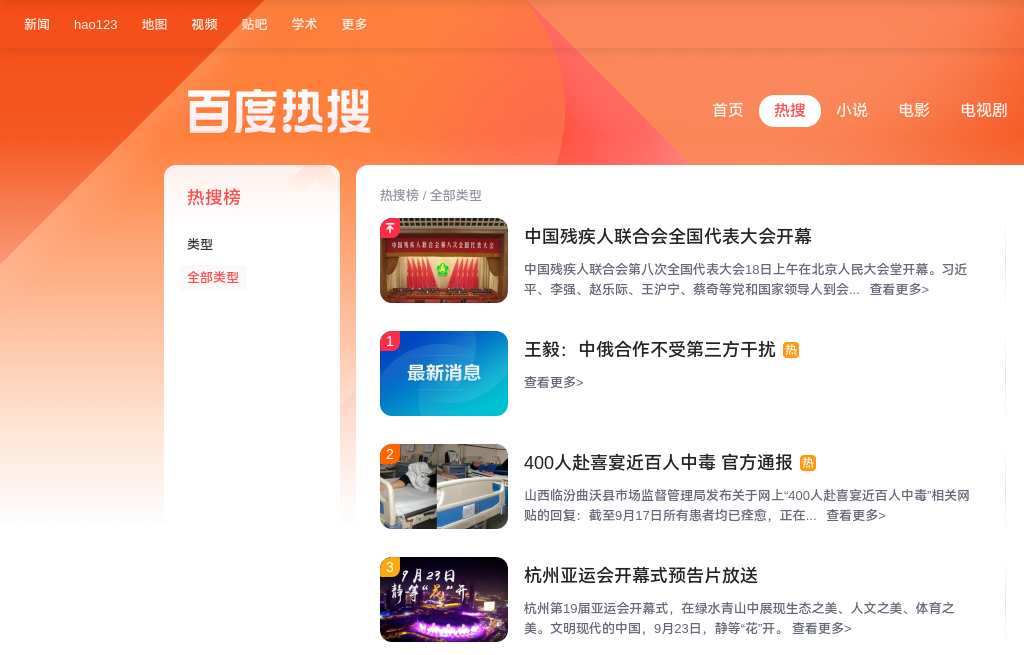 新闻 hao123 地图 视频 贴吧 学术 更多
百度热搜
首页 热搜 小说 电影 电视剧
热搜榜
类型
全部类型
热搜榜 / 全部类型
中国残疾人联合会第八次全国代表大会
中国残疾人联合会全国代表大会开幕
中国残疾人联合会第八次全国代表大会18日上午在北京人民大会堂开幕。习近
平、李强、赵乐际、王沪宁、蔡奇等党和国家领导人到会... 查看更多>
1
最新消息
王毅：中俄合作不受第三方干扰 热
查看更多>
2
400人赴喜宴近百人中毒 官方通报 热
山西临汾曲沃县市场监督管理局发布关于网上“400人赴喜宴近百人中毒”相关网
贴的回复：截至9月17日所有患者均已痊愈，正在... 查看更多>
3
9月23日
静等“花”开
杭州亚运会开幕式预告片放送
杭州第19届亚运会开幕式，在绿水青山中展现生态之美、人文之美、体育之
美。文明现代的中国，9月23日，静等“花”开。 查看更多>